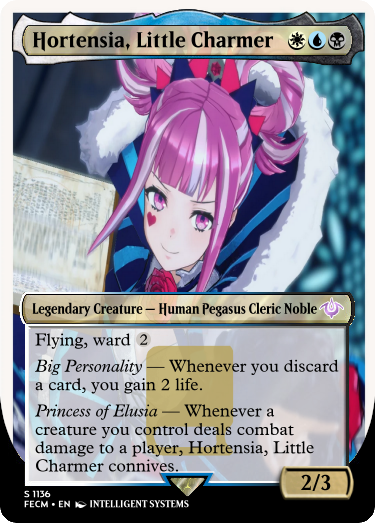 Hortensia, Little Charmer
Legendary Creature — Human Pegasus Cleric Noble
Flying, ward 2
Big Personality — Whenever you discard
a card, you gain 2 life.
Princess of Elusia — Whenever a
creature you control deals combat
damage to a player, Hortensia, Little
Charmer connives.
2/3
S 1136
FECM • EN INTELLIGENT SYSTEMS